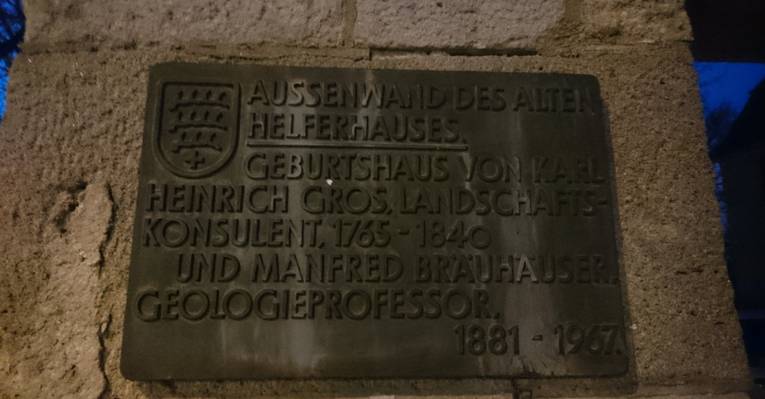 AUSSENWAND DES ALTEN
HELFERHAUSES.
GEBURTSHAUS VON KARL
HEINRICH GROS, LANDSCHAFTS-
KONSULENT, 1765 - 1840
UND MANFRED BRÄUHÄUSER,
GEOLOGIEPROFESSOR,
1881 - 1967.